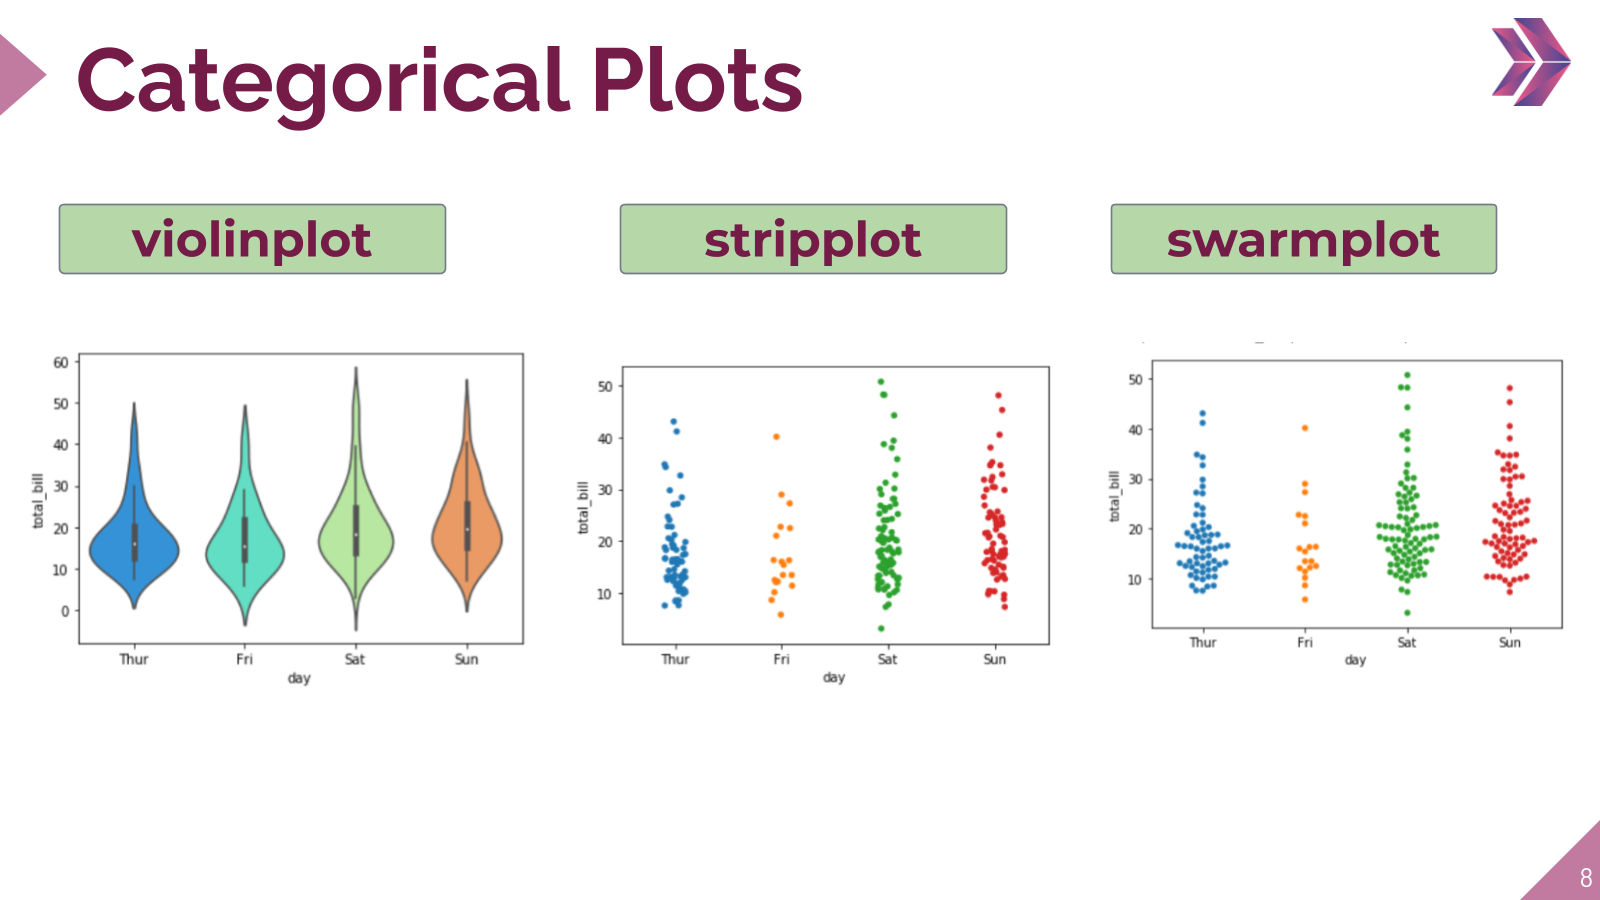 Categorical Plots
violinplot
stripplot
swarmplot
60
50
40
30
20
10
0
total_bill
Thur Fri Sat Sun
day
50
40
30
20
10
total_bill
Thur Fri Sat Sun
day
50
40
30
20
10
total_bill
Thur Fri Sat Sun
day
8